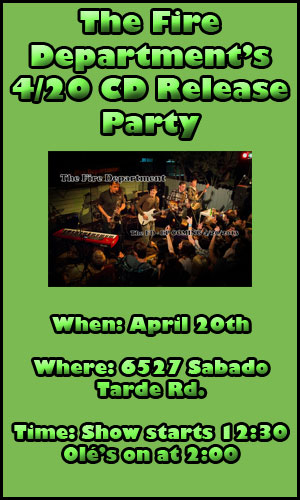 The Fire
Department's
4/20 CD Release
Party
The Fire Department
When: April 20th
Where: 6527 Sabado
Tarde Rd.
Time: Show starts 12:30
Olé's on at 2:00